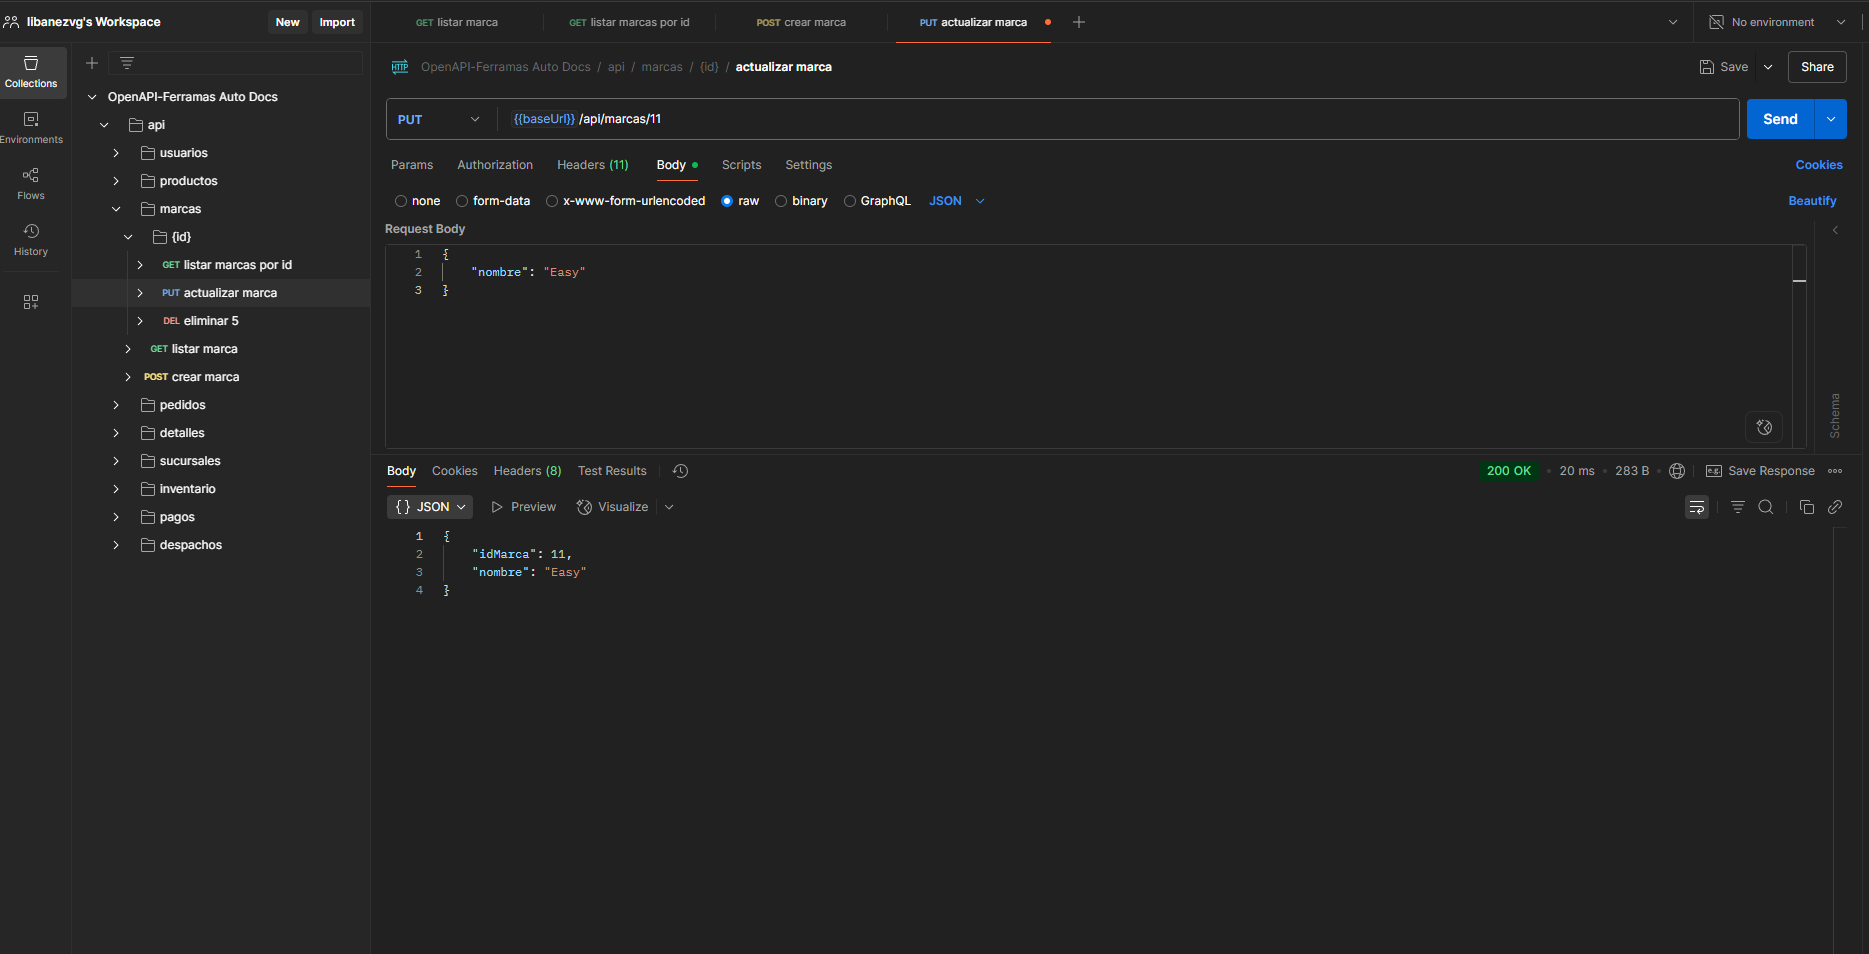 libanezvg's Workspace
New
Import
GET listar marca
GET listar marcas por id
POST crear marca
PUT actualizar marca
No environment
Collections
Environments
Flows
History
OpenAPI-Ferramas Auto Docs
api
usuarios
productos
marcas
{id}
GET listar marcas por id
PUT actualizar marca
DEL eliminar 5
GET listar marca
POST crear marca
pedidos
detalles
sucursales
inventario
pagos
despachos
HTTP OpenAPI-Ferramas Auto Docs / api / marcas / {id} / actualizar marca
Save
Share
PUT
{{baseUrl}} /api/marcas/11
Send
Params
Authorization
Headers (11)
Body
Scripts
Settings
Cookies
none
form-data
x-www-form-urlencoded
raw
binary
GraphQL
JSON
Beautify
Request Body
1 {
2 "nombre": "Easy"
3 }
Schema
Body
Cookies
Headers (8)
Test Results
200 OK
20 ms
283 B
e.g. Save Response
{} JSON
Preview
Visualize
1 {
2 "idMarca": 11,
3 "nombre": "Easy"
4 }